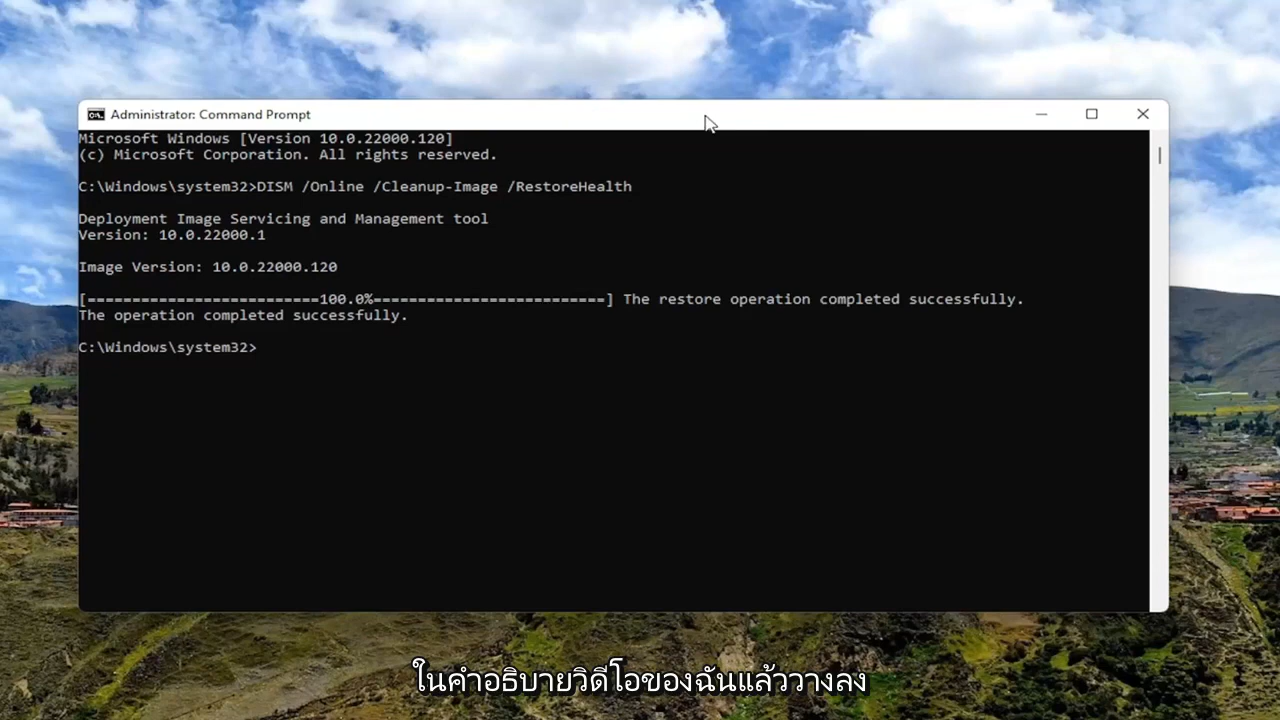 Administrator: Command Prompt
Microsoft Windows [Version 10.0.22000.120]
(c) Microsoft Corporation. All rights reserved.
C:\Windows\system32>DISM /Online /Cleanup-Image /RestoreHealth
Deployment Image Servicing and Management tool
Version: 10.0.22000.1
Image Version: 10.0.22000.120
[==========================100.0%==========================] The restore operation completed successfully.
The operation completed successfully.
C:\Windows\system32>
ในคำอธิบายวิดีโอของฉันแล้ววางลง